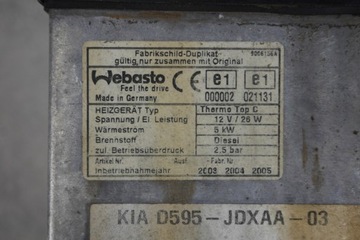 Fabrikschild-Duplikat
gültig nur zusammen mit Original
Webasto CE e1 e1
Feel the drive
Made in Germany 000002 021131
HEIZGERÄT Typ Thermo Top C
Spannung / El. Leistung 12 V / 26 W
Wärmestrom 5 kW
Brennstoff Diesel
zul. Betriebsüberdruck 2.5 bar
Artikel Nr. Ausf. Fabr. Nr.
Inbetriebnahmejahr 2003 2004 2005
KIA D595-JDXAA-03